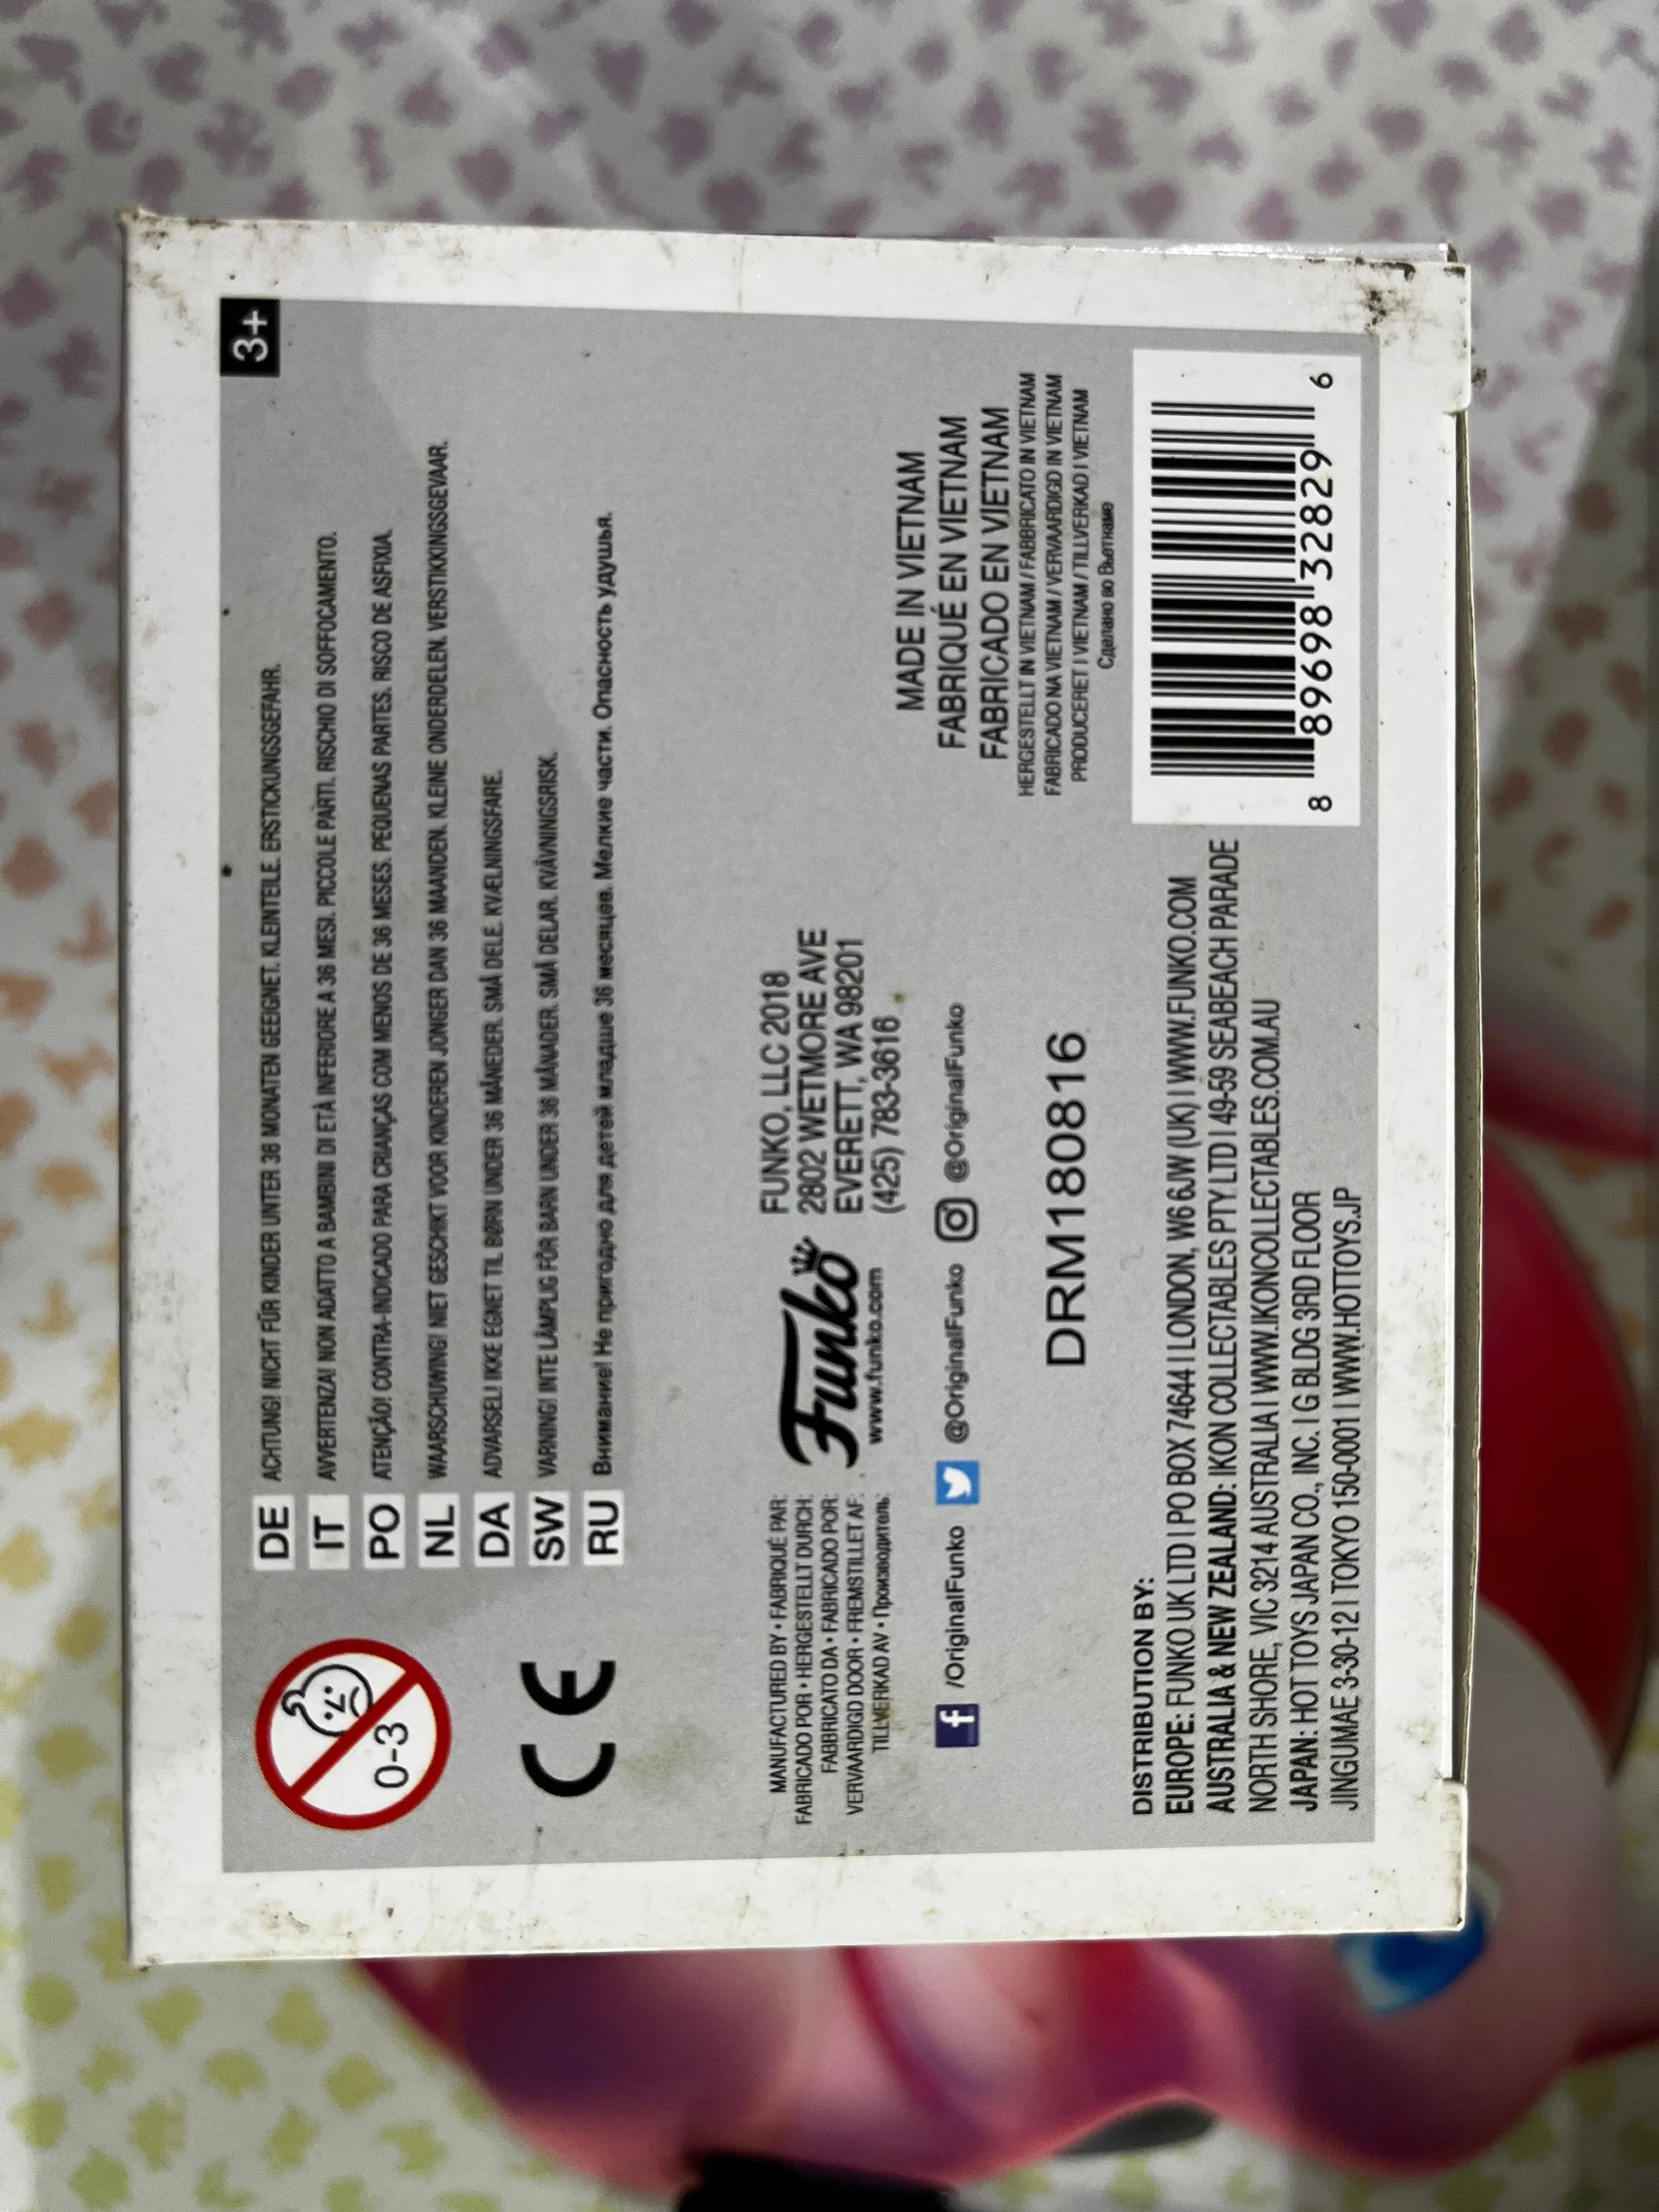 3+
0-3
DE ACHTUNG! NICHT FÜR KINDER UNTER 36 MONATEN GEEIGNET. KLEINTEILE. ERSTICKUNGSGEFAHR.
IT AVVERTENZA! NON ADATTO A BAMBINI DI ETÀ INFERIORE A 36 MESI. PICCOLE PARTI. RISCHIO DI SOFFOCAMENTO.
PO ATENÇÃO! CONTRA-INDICADO PARA CRIANÇAS COM MENOS DE 36 MESES. PEQUENAS PARTES. RISCO DE ASFIXIA.
NL WAARSCHUWING! NIET GESCHIKT VOOR KINDEREN JONGER DAN 36 MAANDEN. KLEINE ONDERDELEN. VERSTIKKINGSGEVAAR.
DA ADVARSEL! IKKE EGNET TIL BØRN UNDER 36 MÅNEDER. SMÅ DELE. KVÆLNINGSFARE.
SW VARNING! INTE LÄMPLIG FÖR BARN UNDER 36 MÅNADER. SMÅ DELAR. KVÄVNINGSRISK.
RU Внимание! Не пригодно для детей младше 36 месяцев. Мелкие части. Опасность удушья.
CE
MANUFACTURED BY • FABRIQUÉ PAR:
FABRICADO POR • HERGESTELLT DURCH:
FABBRICATO DA • FABRICADO POR:
VERVAARDIGD DOOR • FREMSTILLET AF:
TILLVERKAD AV • Производитель:
Funko
www.funko.com
FUNKO, LLC 2018
2802 WETMORE AVE
EVERETT, WA 98201
(425) 783-3616
/OriginalFunko @OriginalFunko @OriginalFunko
DRM180816
MADE IN VIETNAM
FABRIQUÉ EN VIETNAM
FABRICADO EN VIETNAM
HERGESTELLT IN VIETNAM / FABBRICATO IN VIETNAM
FABRICADO NA VIETNAM / VERVAARDIGD IN VIETNAM
PRODUCERET I VIETNAM / TILLVERKAD I VIETNAM
Сделано во Вьетнаме
DISTRIBUTION BY:
EUROPE: FUNKO UK LTD | PO BOX 74644 | LONDON, W6 6JW (UK) | WWW.FUNKO.COM
AUSTRALIA & NEW ZEALAND: IKON COLLECTABLES PTY LTD | 49-59 SEABEACH PARADE
NORTH SHORE, VIC 3214 AUSTRALIA | WWW.IKONCOLLECTABLES.COM.AU
JAPAN: HOT TOYS JAPAN CO., INC. | G BLDG 3RD FLOOR
JINGUMAE 3-30-12 | TOKYO 150-0001 | WWW.HOTTOYS.JP
8 89698 32829 6